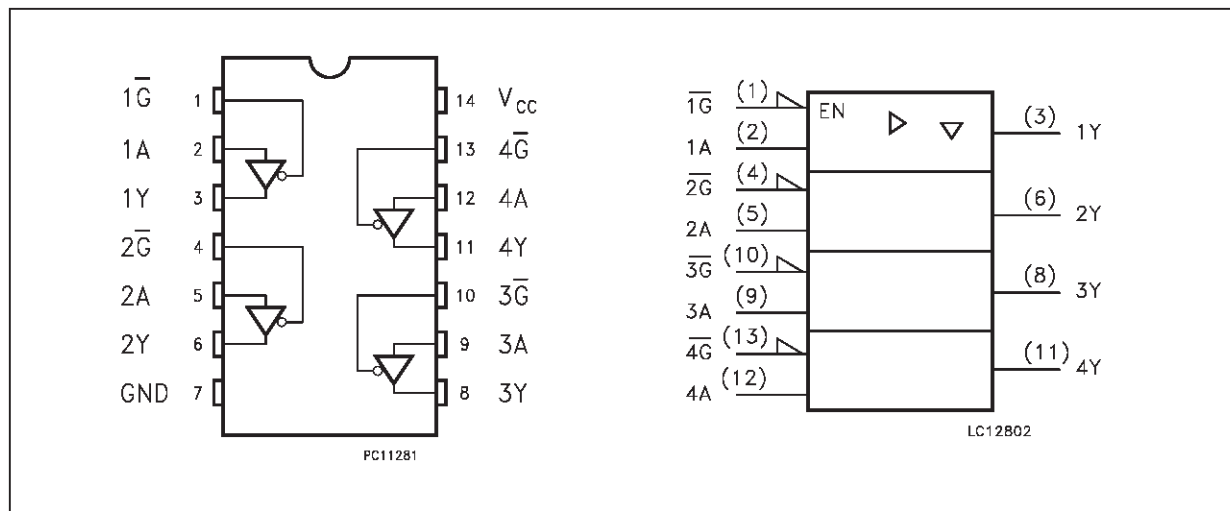 1G̅ 1 14 VCC
1A 2 13 4G̅
1Y 3 12 4A
2G̅ 4 11 4Y
2A 5 10 3G̅
2Y 6 9 3A
GND 7 8 3Y
PC11281
1G̅ (1) EN (3) 1Y
1A (2)
2G̅ (4) (6) 2Y
2A (5)
3G̅ (10) (8) 3Y
3A (9)
4G̅ (13) (11) 4Y
4A (12)
LC12802